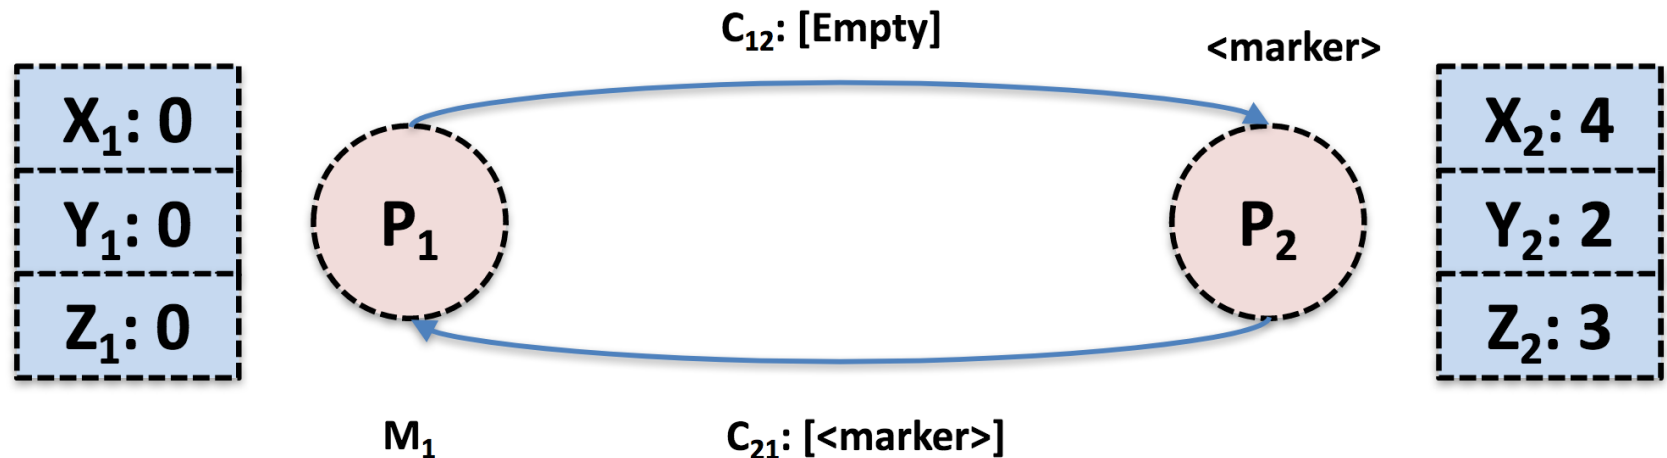 C₁₂: [Empty]
<marker>
X₁: 0
Y₁: 0
Z₁: 0
P₁
P₂
X₂: 4
Y₂: 2
Z₂: 3
M₁
C₂₁: [<marker>]